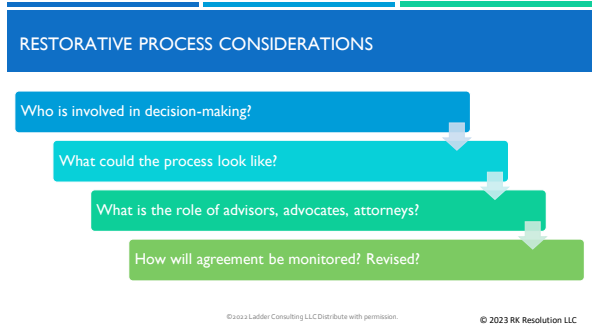 RESTORATIVE PROCESS CONSIDERATIONS
Who is involved in decision-making?
What could the process look like?
What is the role of advisors, advocates, attorneys?
How will agreement be monitored? Revised?
©2022 Ladder Consulting LLC Distribute with permission.
© 2023 RK Resolution LLC